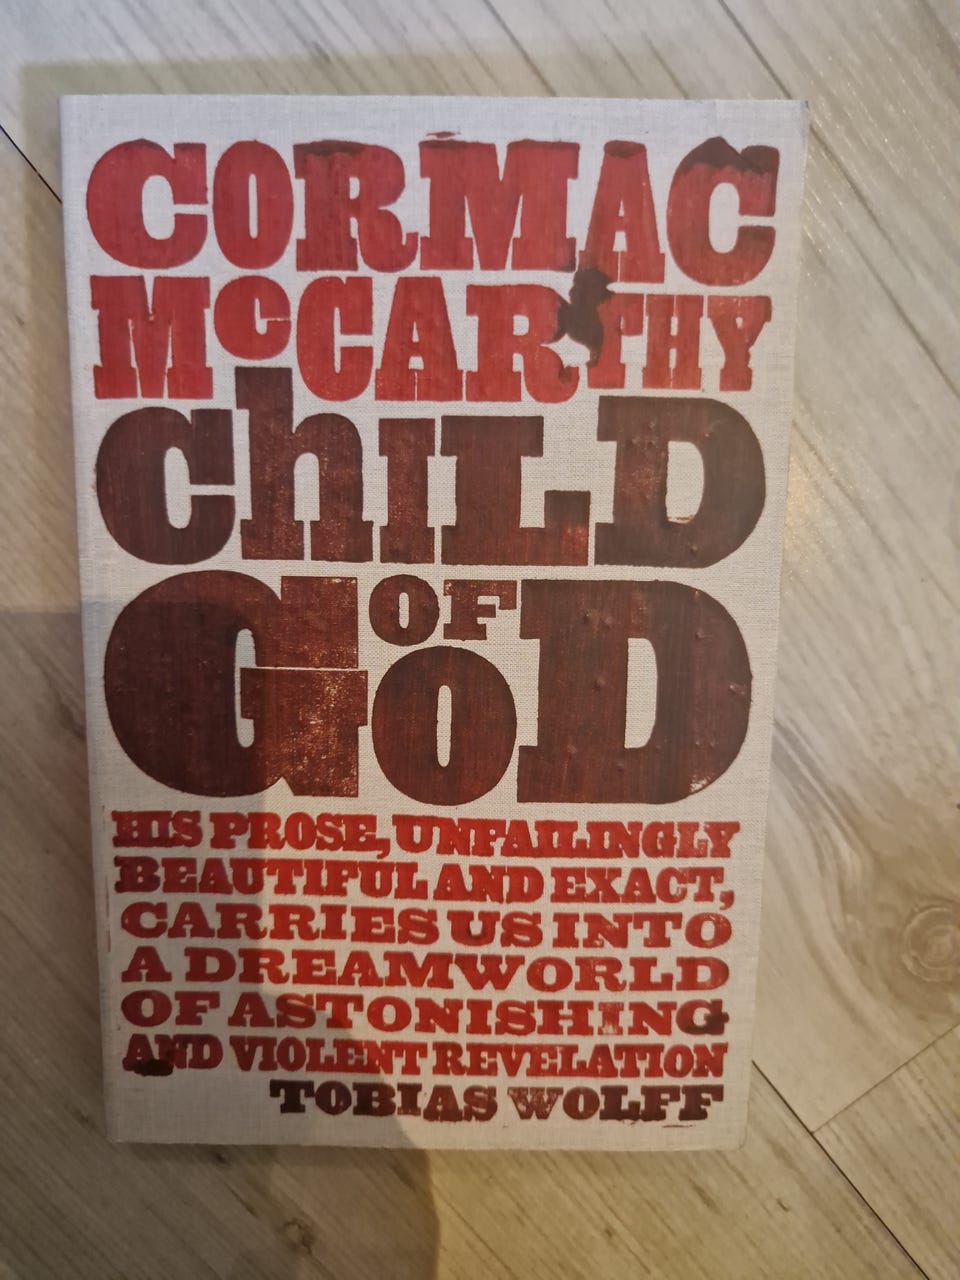 CORMAC
McCARTHY
ChILD
OF
GoD
HIS PROSE, UNFAILINGLY
BEAUTIFUL AND EXACT,
CARRIES US INTO
A DREAMWORLD
OF ASTONISHING
AND VIOLENT REVELATION
TOBIAS WOLFF